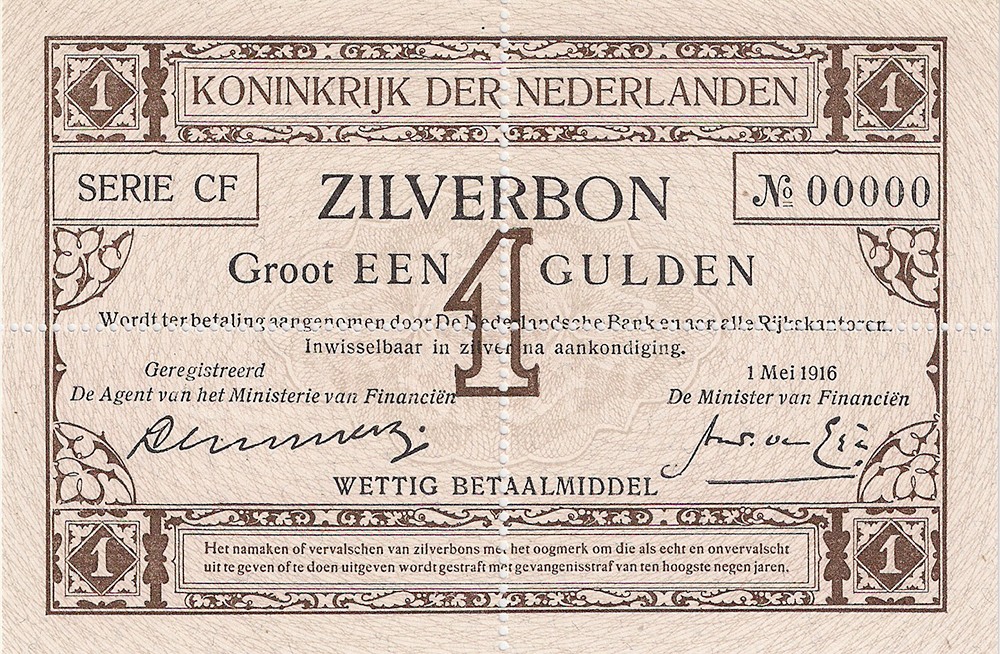 1 KONINKRIJK DER NEDERLANDEN 1
SERIE CF
ZILVERBON
№ 00000
Groot EEN 1 GULDEN
Wordt ter betaling aangenomen door De Nederlandsche Bank en aan alle Rijkskantoren.
Inwisselbaar in zilver na aankondiging.
Geregistreerd
De Agent van het Ministerie van Financiën
1 Mei 1916
De Minister van Financiën
WETTIG BETAALMIDDEL
1
Het namaken of vervalschen van zilverbons met het oogmerk om die als echt en onvervalscht
uit te geven of te doen uitgeven wordt gestraft met gevangenisstraf van ten hoogste negen jaren.
1